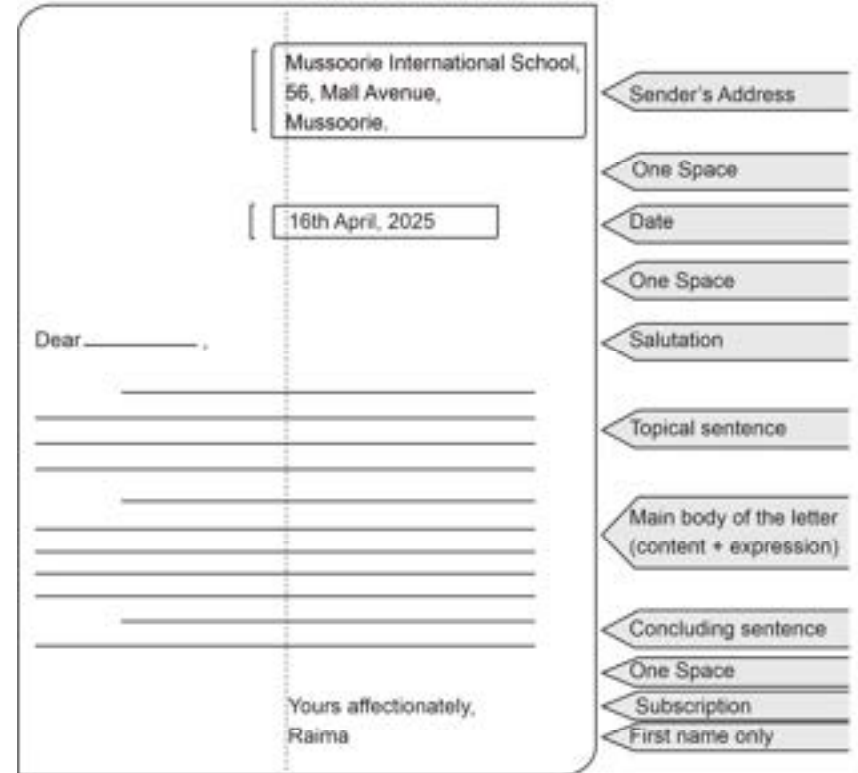 Mussoorie International School,
56, Mall Avenue,
Mussoorie.
Sender's Address
One Space
16th April, 2025
Date
One Space
Dear ,
Salutation
Topical sentence
Main body of the letter
(content + expression)
Concluding sentence
One Space
Yours affectionately,
Subscription
Raima
First name only